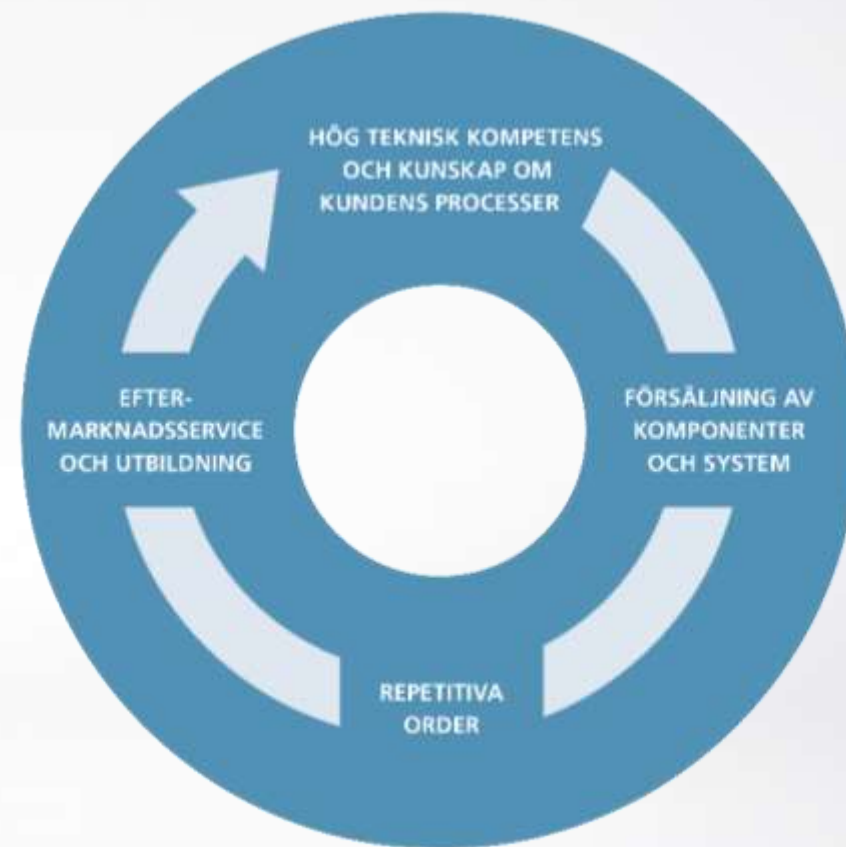 HÖG TEKNISK KOMPETENS
OCH KUNSKAP OM
KUNDENS PROCESSER
FÖRSÄLJNING AV
KOMPONENTER
OCH SYSTEM
REPETITIVA
ORDER
EFTER-
MARKNADSSERVICE
OCH UTBILDNING